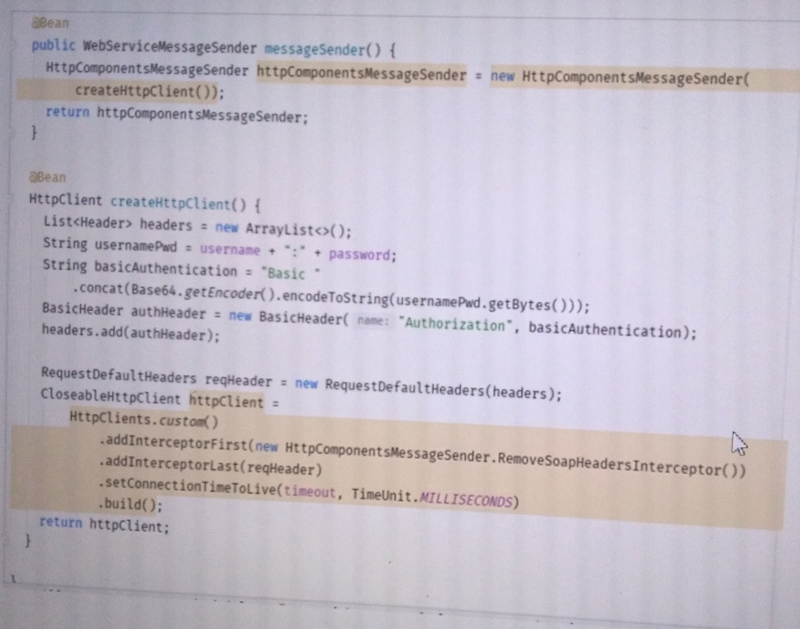 @Bean
public WebServiceMessageSender messageSender() {
HttpComponentsMessageSender httpComponentsMessageSender = new HttpComponentsMessageSender(
createHttpClient());
return httpComponentsMessageSender;
}
@Bean
HttpClient createHttpClient() {
List<Header> headers = new ArrayList<>();
String usernamePwd = username + ":" + password;
String basicAuthentication = "Basic "
.concat(Base64.getEncoder().encodeToString(usernamePwd.getBytes()));
BasicHeader authHeader = new BasicHeader( name: "Authorization", basicAuthentication);
headers.add(authHeader);
RequestDefaultHeaders reqHeader = new RequestDefaultHeaders(headers);
CloseableHttpClient httpClient =
HttpClients.custom()
.addInterceptorFirst(new HttpComponentsMessageSender.RemoveSoapHeadersInterceptor())
.addInterceptorLast(reqHeader)
.setConnectionTimeToLive(timeout, TimeUnit.MILLISECONDS)
.build();
return httpClient;
}
}